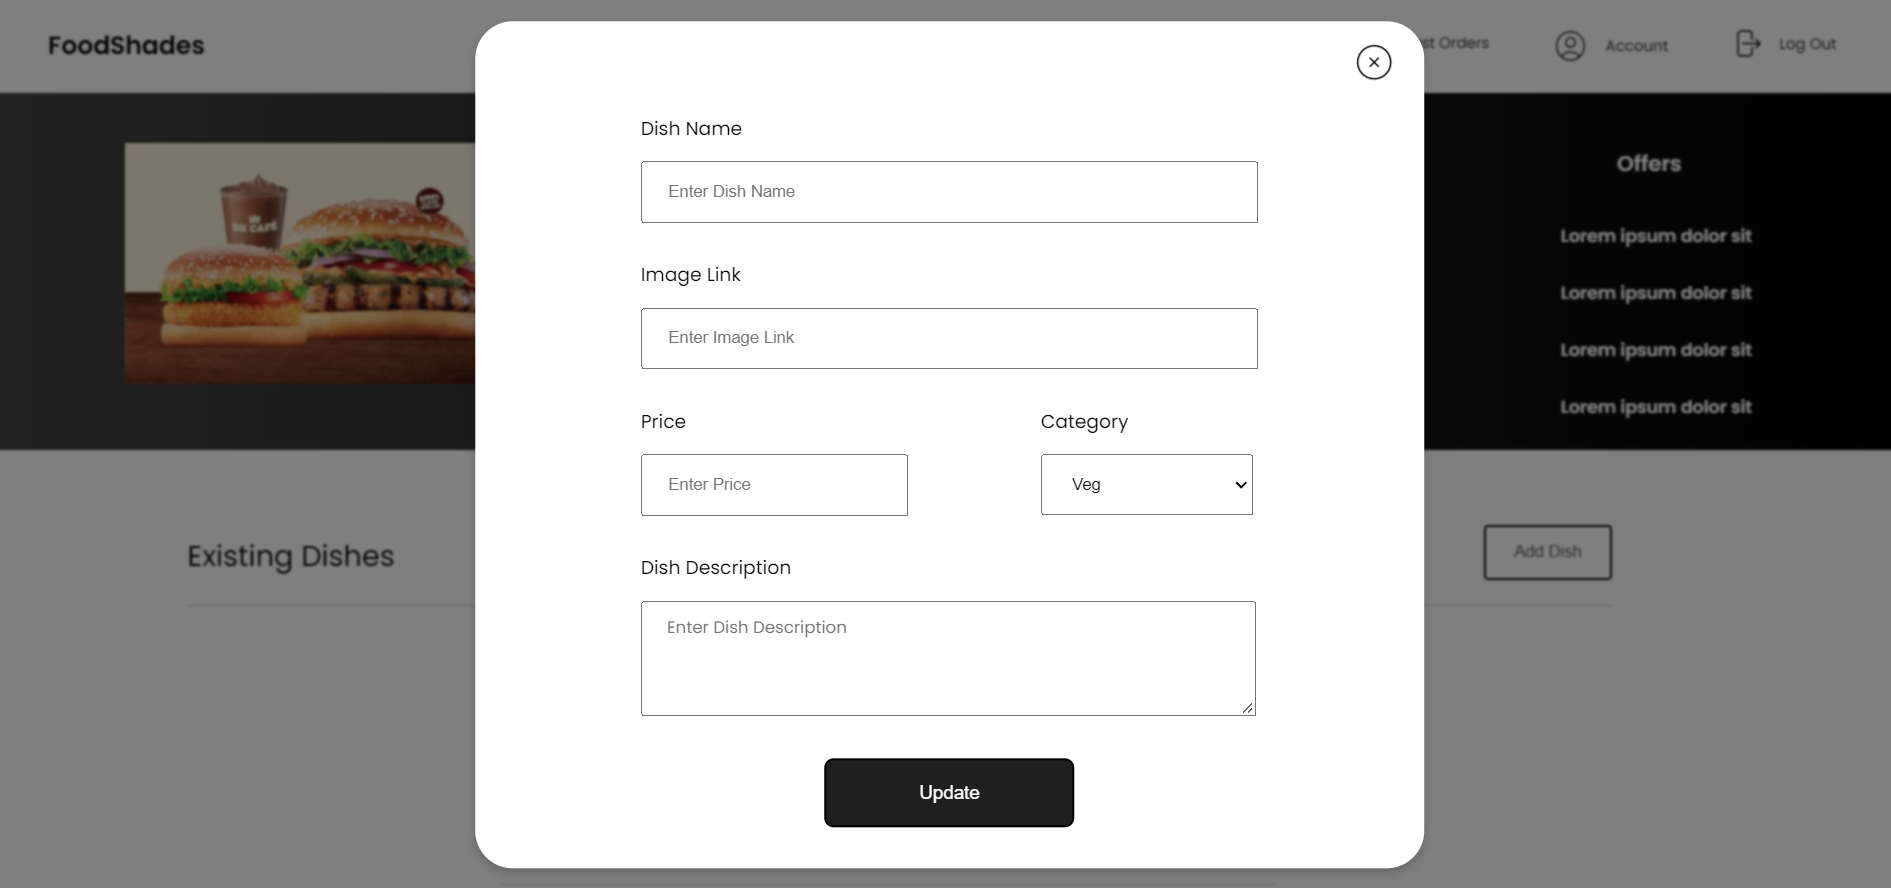 FoodShades
st Orders
Account
Log Out
Dish Name
Enter Dish Name
Image Link
Enter Image Link
Price
Category
Enter Price
Veg
Dish Description
Enter Dish Description
Update
CAFÉ
Offers
Lorem ipsum dolor sit
Lorem ipsum dolor sit
Lorem ipsum dolor sit
Lorem ipsum dolor sit
Existing Dishes
Add Dish